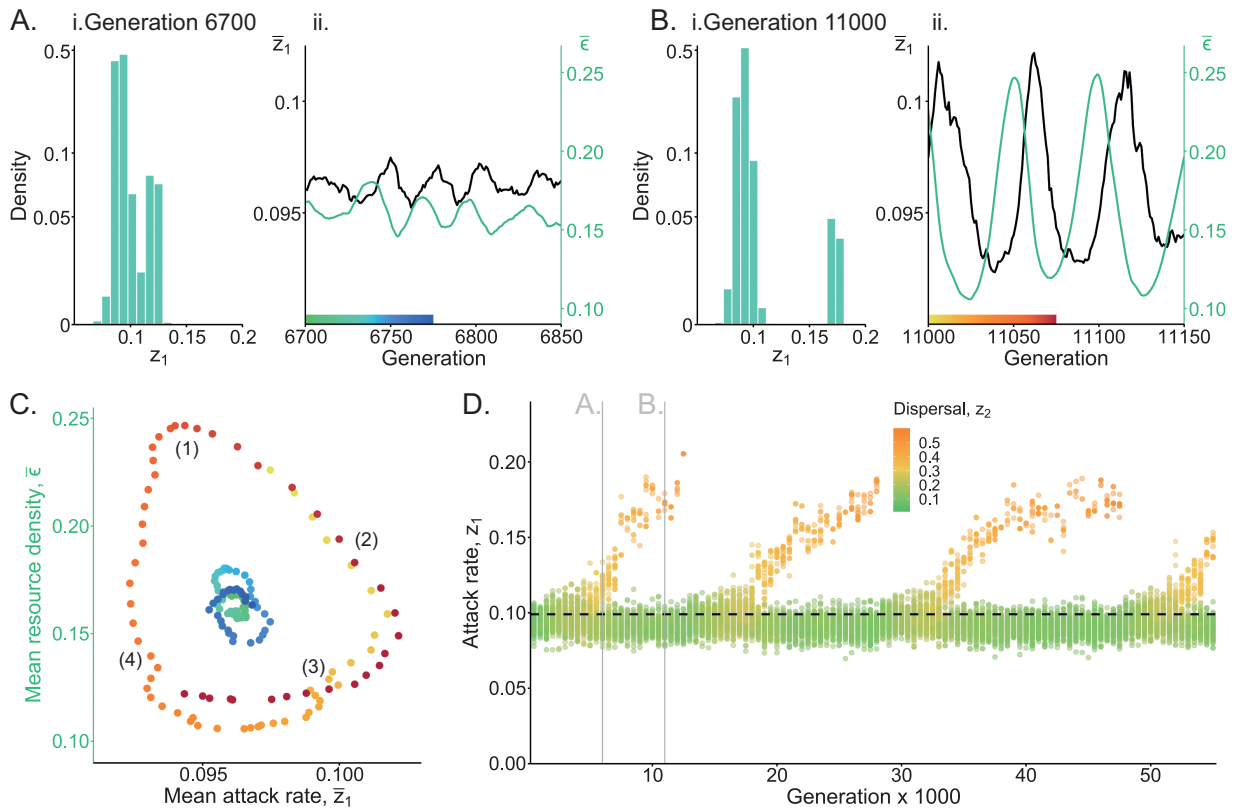 A. i.Generation 6700 ii.
z̅₁ ε̅
0.5
0.25
0.1
0.20
Density
0.1
0.05
0.095
0.15
0.10
0
0.1 0.2
6700 6750 6800 6850
z₁
Generation
B. i.Generation 11000 ii.
z̅₁ ε̅
0.5
0.25
0.1
0.20
Density
0.1
0.05
0.095
0.15
0.10
0
0.1 0.2
11000 11050 11100 11150
z₁
Generation
C.
0.25
(1)
Mean resource density, ε̅
0.20
(2)
0.15
(4)
(3)
0.10
0.095 0.100
Mean attack rate, z̅₁
D.
A. B.
Dispersal, z₂
0.5
0.4
0.3
0.2
0.1
Attack rate, z₁
0.20
0.15
0.10
0.05
0.00
10 20 30 40 50
Generation x 1000